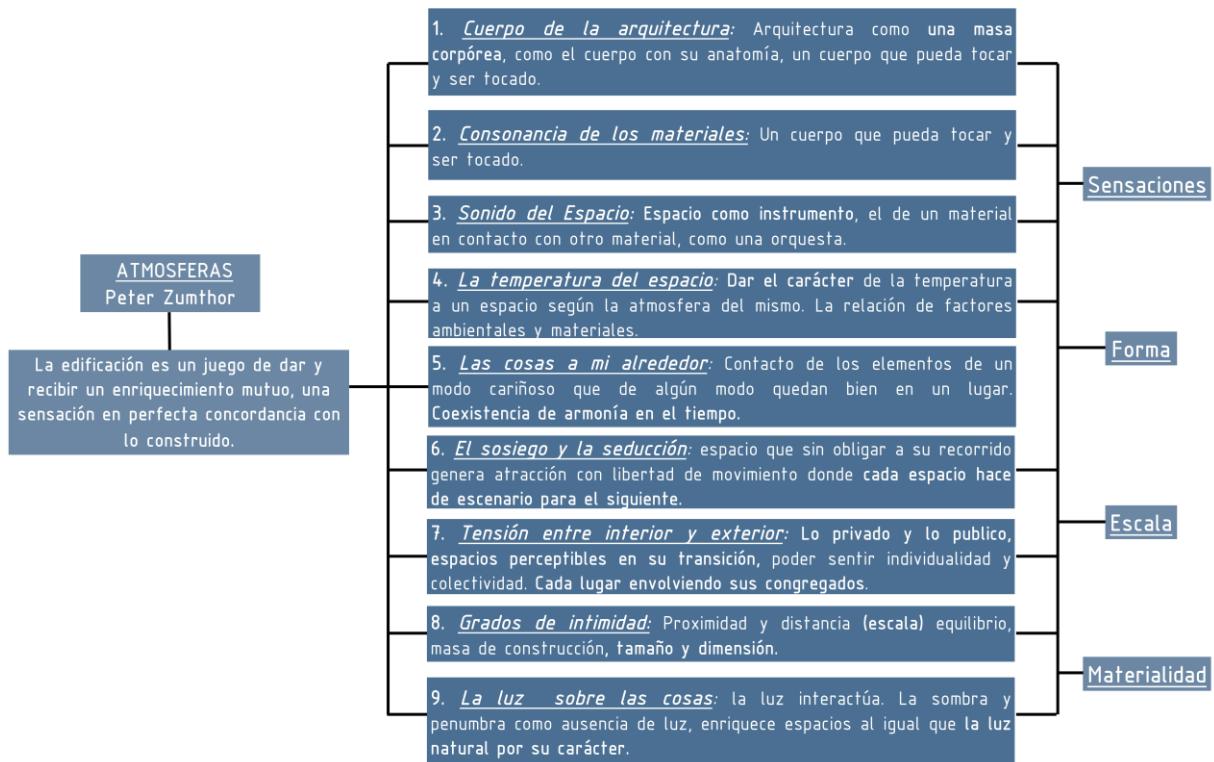 ATMOSFERAS
Peter Zumthor
La edificación es un juego de dar y
recibir un enriquecimiento mutuo, una
sensación en perfecta concordancia con
lo construido.
1. Cuerpo de la arquitectura: Arquitectura como una masa
corpórea, como el cuerpo con su anatomía, un cuerpo que pueda tocar
y ser tocado.
2. Consonancia de los materiales: Un cuerpo que pueda tocar y
ser tocado.
3. Sonido del Espacio: Espacio como instrumento, el de un material
en contacto con otro material, como una orquesta.
4. La temperatura del espacio: Dar el carácter de la temperatura
a un espacio según la atmosfera del mismo. La relación de factores
ambientales y materiales.
5. Las cosas a mi alrededor: Contacto de los elementos de un
modo cariñoso que de algún modo quedan bien en un lugar.
Coexistencia de armonía en el tiempo.
6. El sosiego y la seducción: espacio que sin obligar a su recorrido
genera atracción con libertad de movimiento donde cada espacio hace
de escenario para el siguiente.
7. Tensión entre interior y exterior: Lo privado y lo publico,
espacios perceptibles en su transición, poder sentir individualidad y
colectividad. Cada lugar envolviendo sus congregados.
8. Grados de intimidad: Proximidad y distancia (escala) equilibrio,
masa de construcción, tamaño y dimensión.
9. La luz sobre las cosas: la luz interactúa. La sombra y
penumbra como ausencia de luz, enriquece espacios al igual que la luz
natural por su carácter.
Sensaciones
Forma
Escala
Materialidad